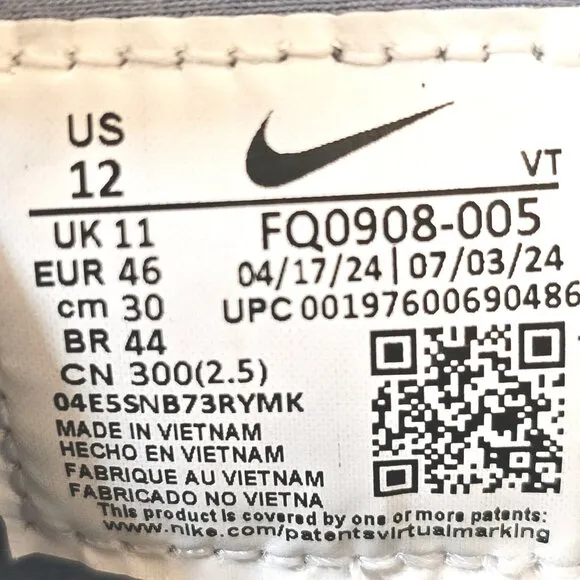 US
12
VT
UK 11
FQ0908-005
EUR 46
04/17/24 | 07/03/24
cm 30
UPC 00197600690486
BR 44
CN 300(2.5)
04E5SNB73RYMK
MADE IN VIETNAM
HECHO EN VIETNAM
FABRIQUE AU VIETNAM
FABRICADO NO VIETNA
This product is covered by one or more patents:
www.nike.com/patentsvirtualmarking